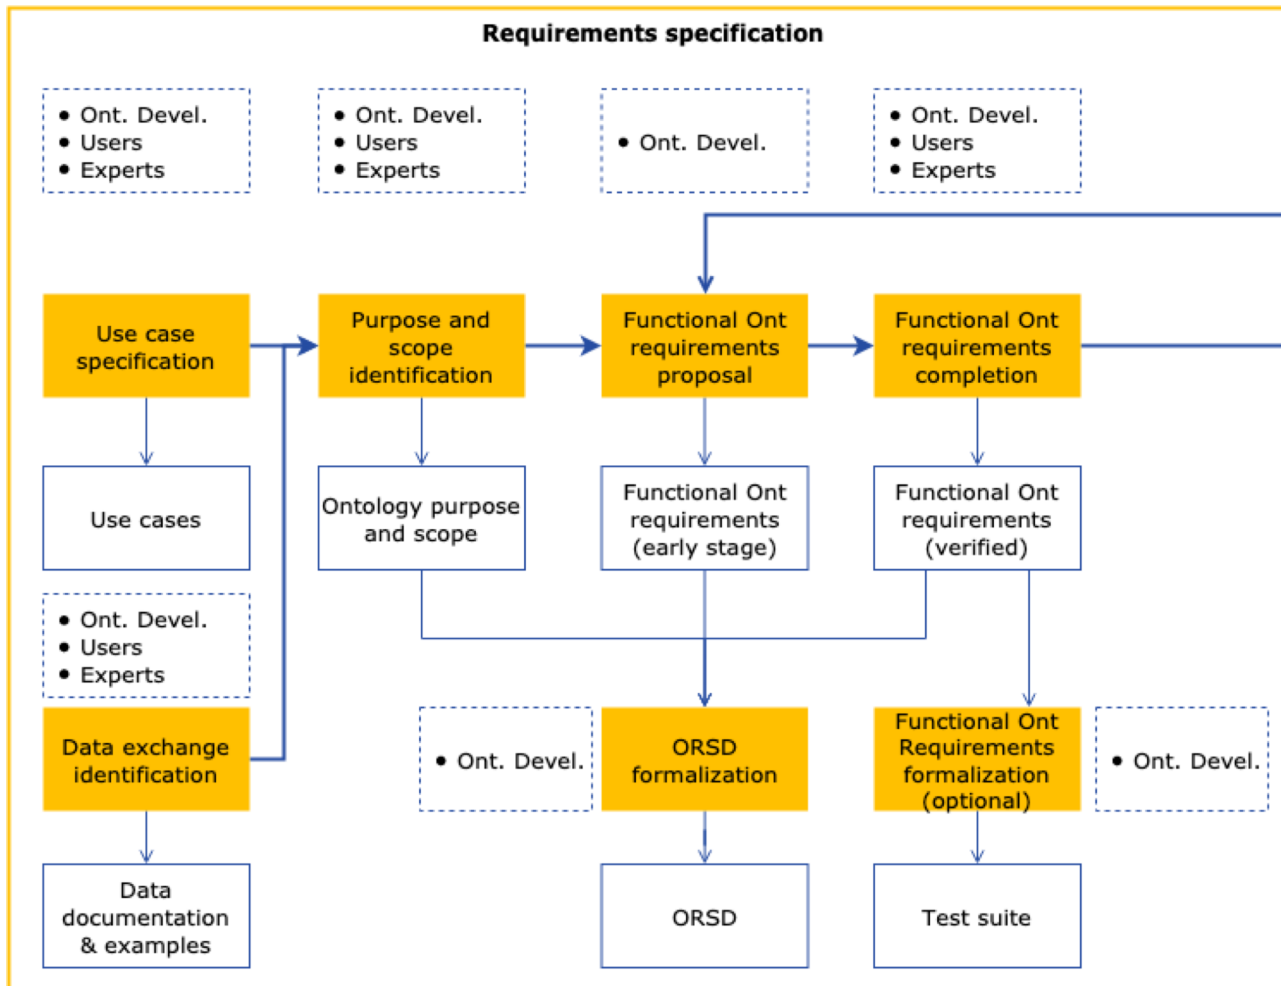 Requirements specification
• Ont. Devel.
• Users
• Experts
• Ont. Devel.
• Users
• Experts
• Ont. Devel.
• Ont. Devel.
• Users
• Experts
Use case
specification
Purpose and
scope
identification
Functional Ont
requirements
proposal
Functional Ont
requirements
completion
Use cases
Ontology purpose
and scope
Functional Ont
requirements
(early stage)
Functional Ont
requirements
(verified)
• Ont. Devel.
• Users
• Experts
Data exchange
identification
• Ont. Devel.
ORSD
formalization
Functional Ont
Requirements
formalization
(optional)
• Ont. Devel.
Data
documentation
& examples
ORSD
Test suite